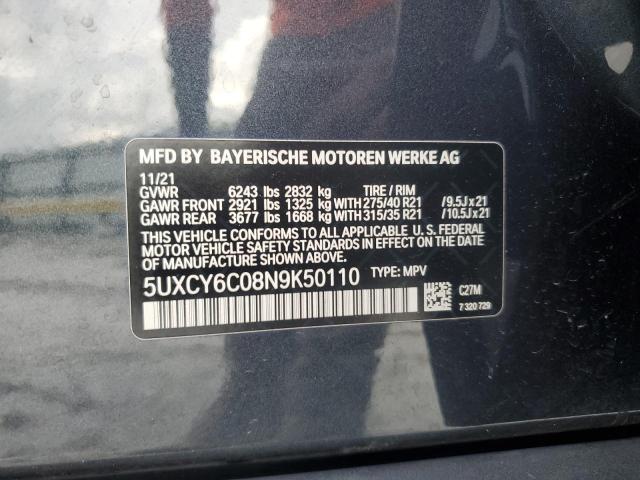 MFD BY BAYERISCHE MOTOREN WERKE AG
11/21
GVWR 6243 lbs 2832 kg TIRE / RIM
GAWR FRONT 2921 lbs 1325 kg WITH 275/40 R21 /9.5Jx21
GAWR REAR 3677 lbs 1668 kg WITH 315/35 R21 /10.5Jx21
THIS VEHICLE CONFORMS TO ALL APPLICABLE U. S. FEDERAL
MOTOR VEHICLE SAFETY STANDARDS IN EFFECT ON THE DATE
OF MANUFACTURE SHOWN ABOVE.
5UXCY6C08N9K50110 TYPE: MPV
C27M
7 320 729